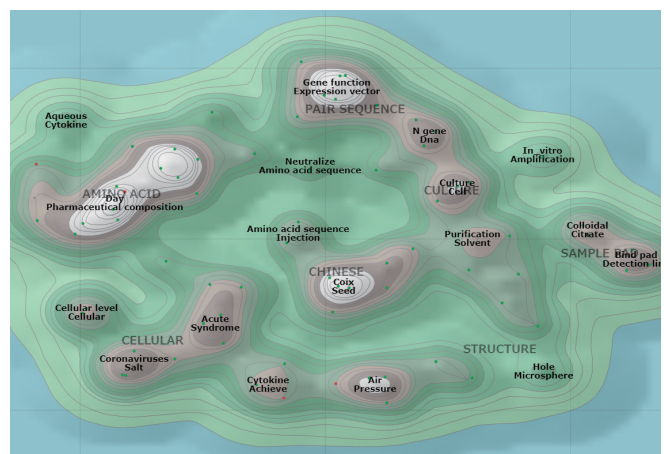 Gene function
Expression vector
PAIR SEQUENCE
Aqueous
Cytokine
N gene
Dna
In_vitro
Amplification
Neutralize
Amino acid sequence
AMINO ACID
Day
Pharmaceutical composition
CULTURE
Culture
Cell
Amino acid sequence
Injection
Purification
Solvent
Colloidal
Citrate
SAMPLE PAD
Bind pad
Detection lin
CHINESE
Coix
Seed
Cellular level
Cellular
Acute
Syndrome
CELLULAR
STRUCTURE
Coronaviruses
Salt
Cytokine
Achieve
Air
Pressure
Hole
Microsphere